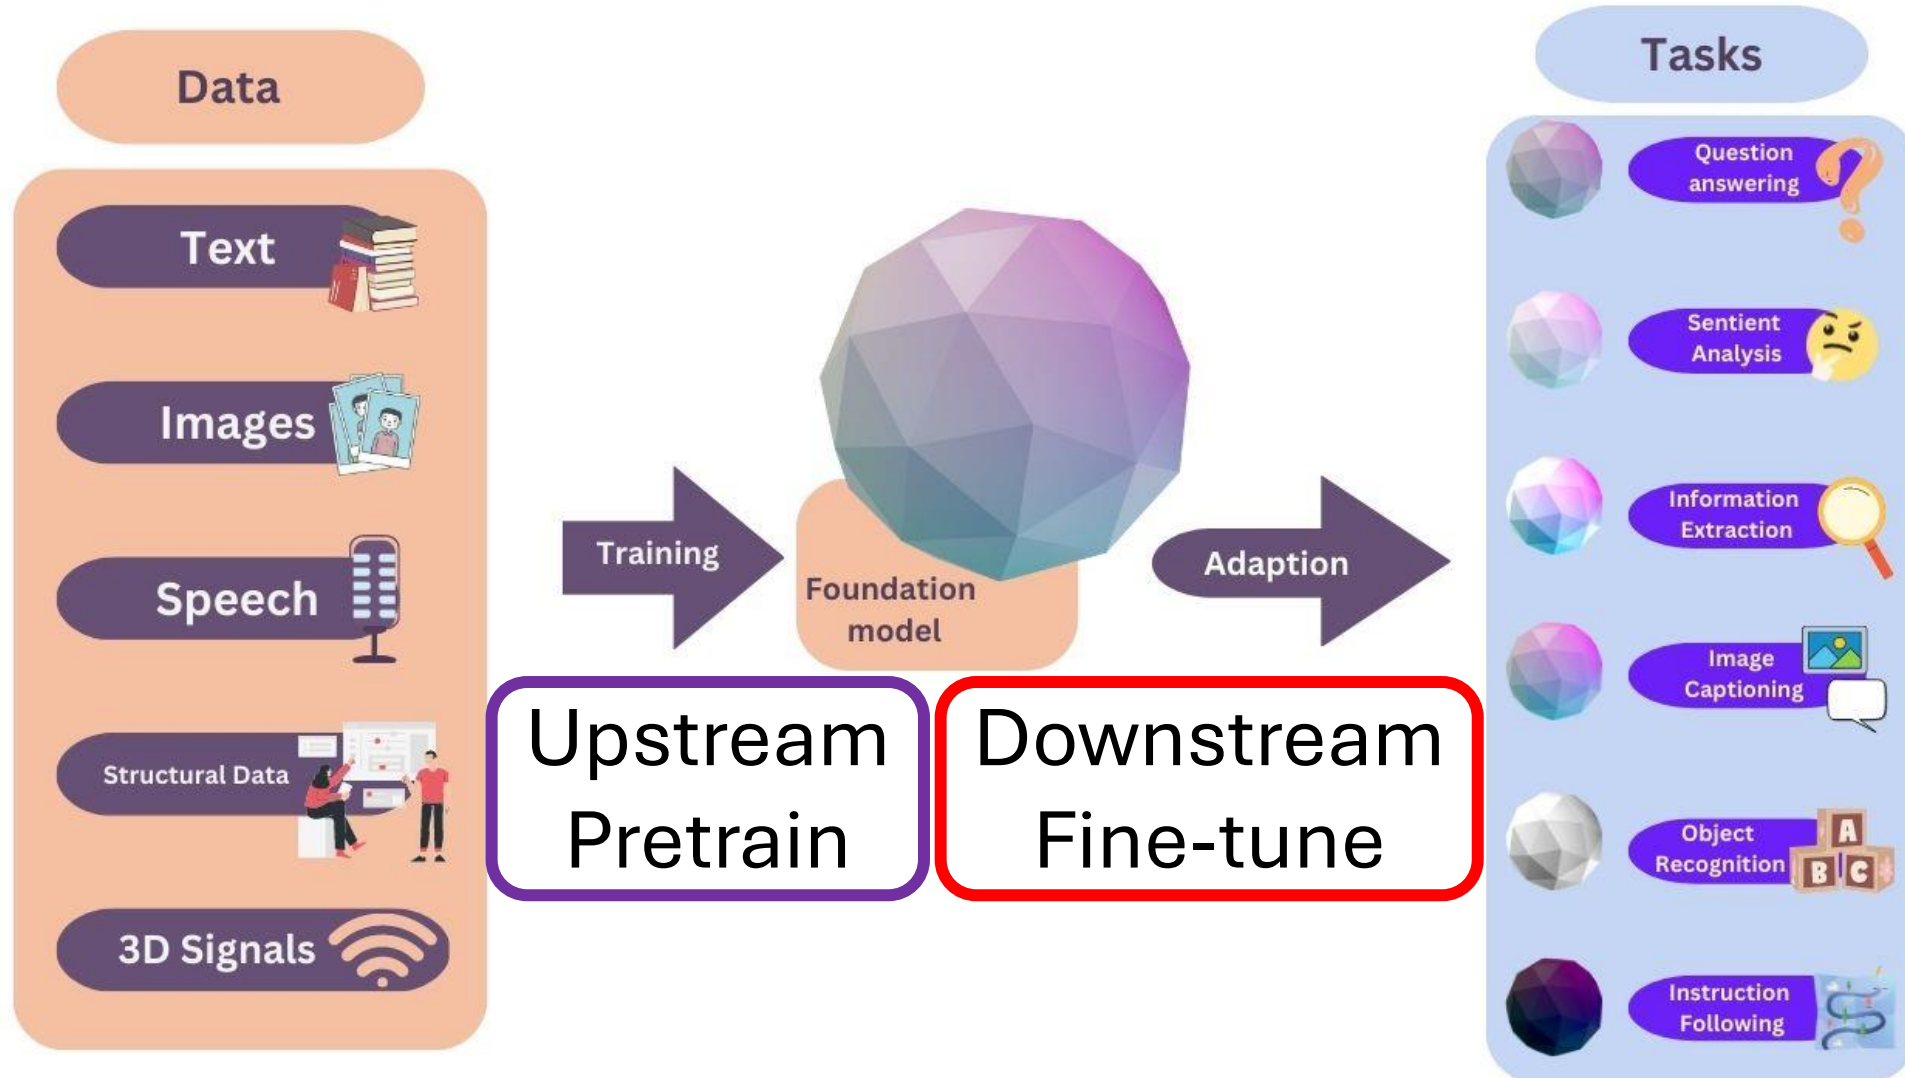 Data
Text
Images
Speech
Structural Data
3D Signals
Training
Foundation
model
Adaption
Upstream
Pretrain
Downstream
Fine-tune
Tasks
Question
answering
Sentient
Analysis
Information
Extraction
Image
Captioning
Object
Recognition
A
B C
Instruction
Following